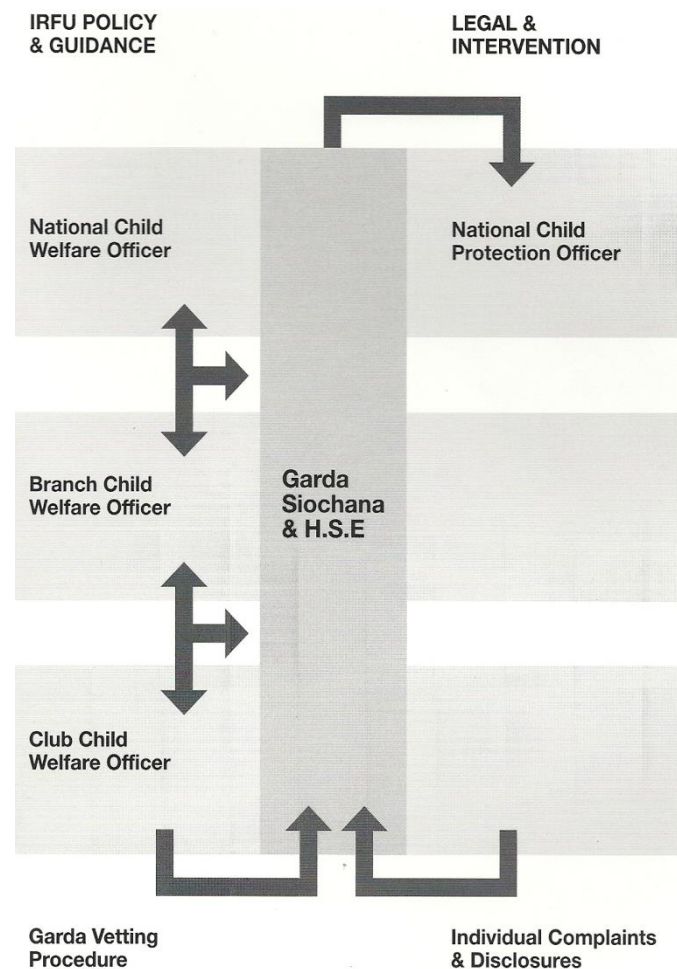 IRFU POLICY
& GUIDANCE
LEGAL &
INTERVENTION
National Child
Welfare Officer
National Child
Protection Officer
Branch Child
Welfare Officer
Garda
Siochana
& H.S.E
Club Child
Welfare Officer
Garda Vetting
Procedure
Individual Complaints
& Disclosures